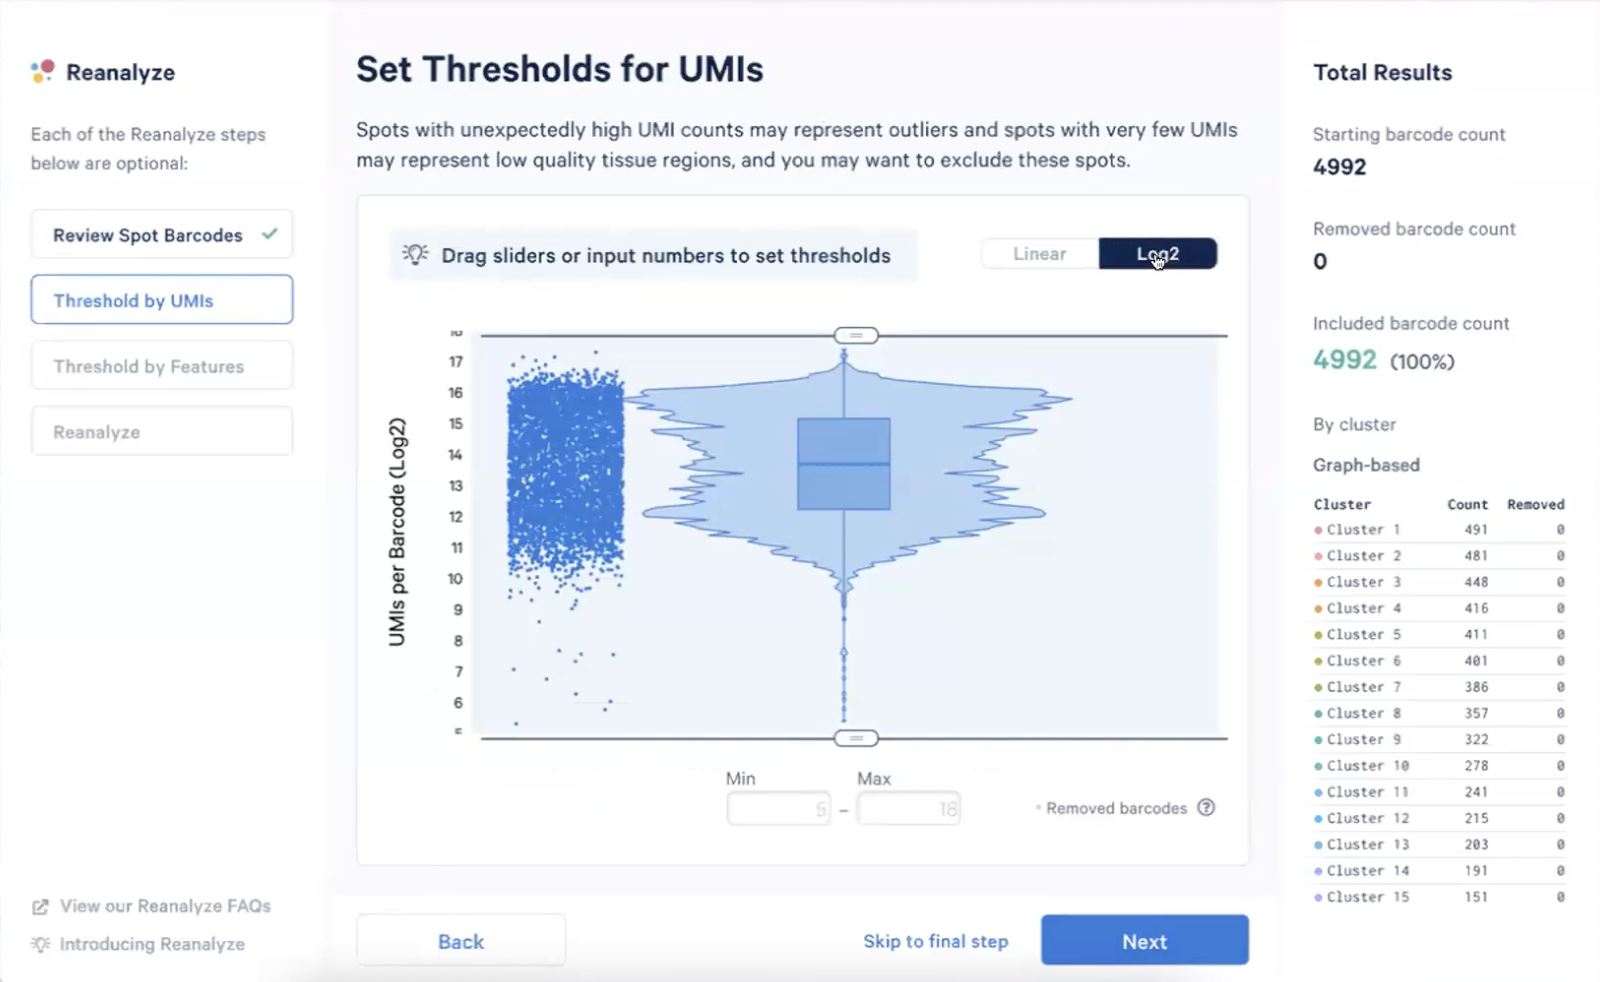 Reanalyze
Each of the Reanalyze steps
below are optional:
Review Spot Barcodes
Threshold by UMIs
Threshold by Features
Reanalyze
View our Reanalyze FAQs
Introducing Reanalyze
Set Thresholds for UMIs
Spots with unexpectedly high UMI counts may represent outliers and spots with very few UMIs
may represent low quality tissue regions, and you may want to exclude these spots.
Drag sliders or input numbers to set thresholds
Linear
Log2
UMIs per Barcode (Log2)
17
16
15
14
13
12
11
10
9
8
7
6
Min
Max
5 – 18
Removed barcodes ?
Back
Skip to final step
Next
Total Results
Starting barcode count
4992
Removed barcode count
0
Included barcode count
4992 (100%)
By cluster
Graph-based
Cluster Count Removed
Cluster 1 491 0
Cluster 2 481 0
Cluster 3 448 0
Cluster 4 416 0
Cluster 5 411 0
Cluster 6 401 0
Cluster 7 386 0
Cluster 8 357 0
Cluster 9 322 0
Cluster 10 278 0
Cluster 11 241 0
Cluster 12 215 0
Cluster 13 203 0
Cluster 14 191 0
Cluster 15 151 0